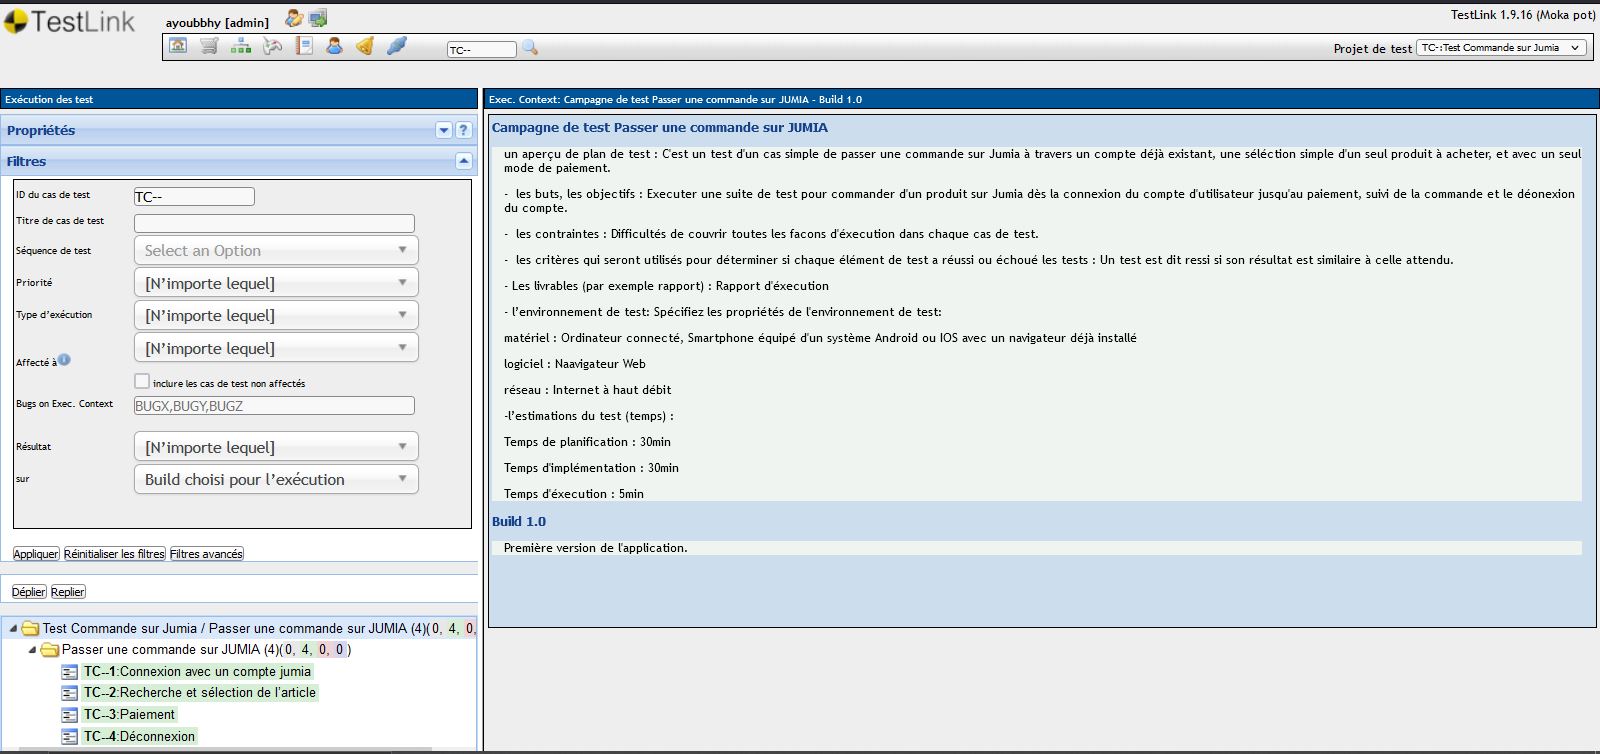 TestLink
ayoubbhy [admin]
TestLink 1.9.16 (Moka pot)
TC--
Projet de test TC-:Test Commande sur Jumia
Exécution des test
Propriétés
?
Filtres
ID du cas de test TC--
Titre de cas de test
Séquence de test Select an Option
Priorité [N'importe lequel]
Type d'exécution [N'importe lequel]
Affecté à [N'importe lequel]
inclure les cas de test non affectés
Bugs on Exec. Context BUGX,BUGY,BUGZ
Résultat [N'importe lequel]
sur Build choisi pour l'exécution
Appliquer Réinitialiser les filtres Filtres avancés
Déplier Replier
Test Commande sur Jumia / Passer une commande sur JUMIA (4)(0, 4, 0,
Passer une commande sur JUMIA (4)(0, 4, 0, 0)
TC--1:Connexion avec un compte jumia
TC--2:Recherche et sélection de l'article
TC--3:Paiement
TC--4:Déconnexion
Exec. Context: Campagne de test Passer une commande sur JUMIA - Build 1.0
Campagne de test Passer une commande sur JUMIA
un aperçu de plan de test : C'est un test d'un cas simple de passer une commande sur Jumia à travers un compte déjà existant, une séléction simple d'un seul produit à acheter, et avec un seul
mode de paiement.
- les buts, les objectifs : Executer une suite de test pour commander d'un produit sur Jumia dès la connexion du compte d'utilisateur jusqu'au paiement, suivi de la commande et le déonexion
du compte.
- les contraintes : Difficultés de couvrir toutes les facons d'éxecution dans chaque cas de test.
- les critères qui seront utilisés pour déterminer si chaque élément de test a réussi ou échoué les tests : Un test est dit ressi si son résultat est similaire à celle attendu.
- Les livrables (par exemple rapport) : Rapport d'éxecution
- l'environnement de test: Spécifiez les propriétés de l'environnement de test:
matériel : Ordinateur connecté, Smartphone équipé d'un système Android ou IOS avec un navigateur déjà installé
logiciel : Naavigateur Web
réseau : Internet à haut débit
-l'estimations du test (temps) :
Temps de planification : 30min
Temps d'implémentation : 30min
Temps d'éxecution : 5min
Build 1.0
Première version de l'application.